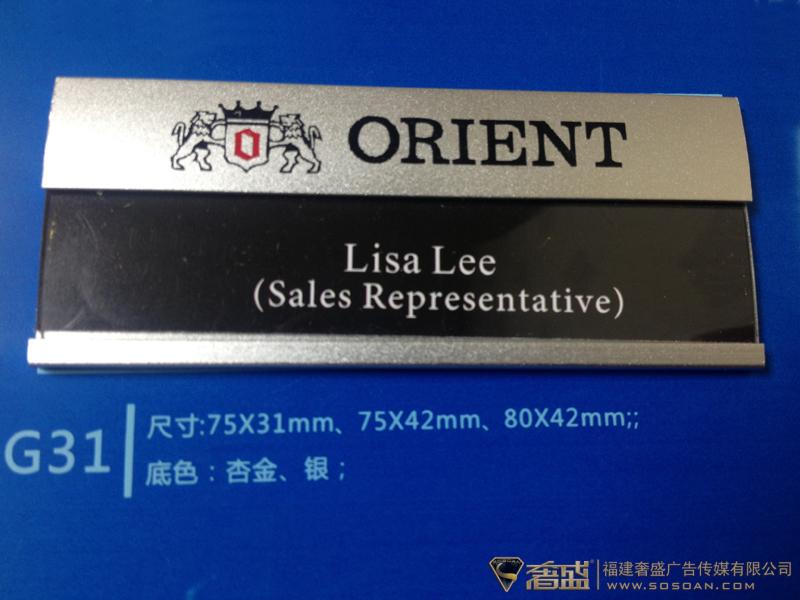 O ORIENT
Lisa Lee
(Sales Representative)
G31
尺寸:75X31mm、75X42mm、80X42mm;;
底色：杏金、银；
奢盛® 福建奢盛广告传媒有限公司
WWW.SOSOAN.COM